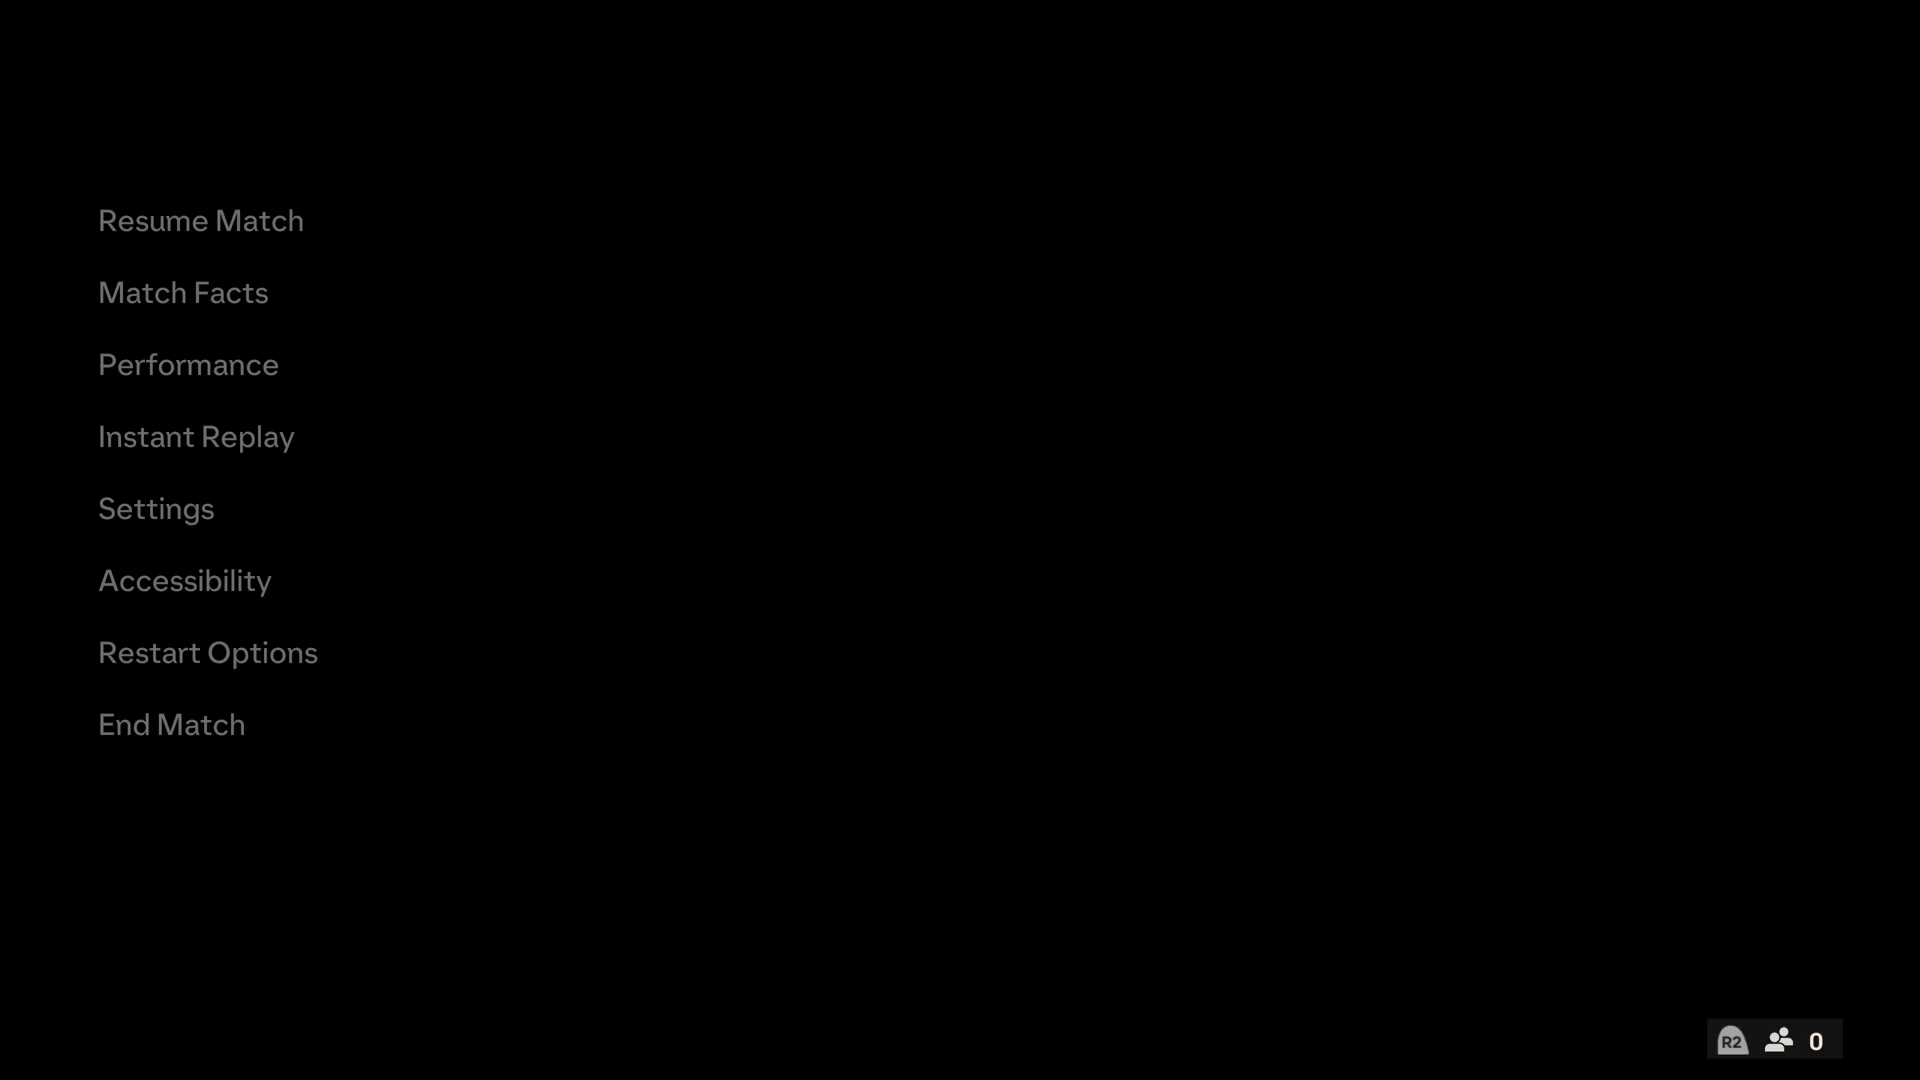 Resume Match
Match Facts
Performance
Instant Replay
Settings
Accessibility
Restart Options
End Match
R2 0